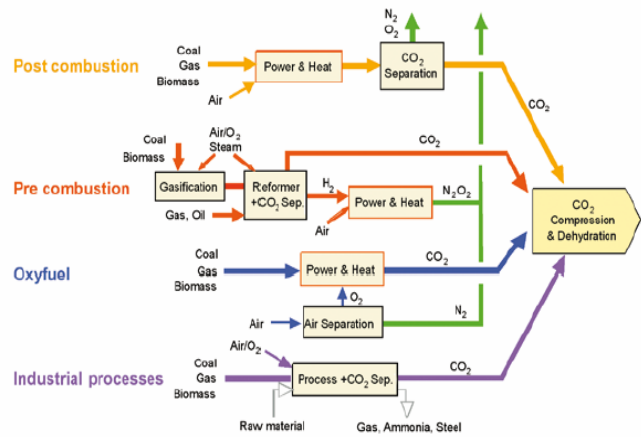 N2
O2
Coal
Gas
Biomass
Post combustion
Power & Heat
CO2
Separation
Air
CO2
Coal
Biomass
Air/O2
Steam
CO2
Pre combustion
Gasification
Reformer
+CO2 Sep.
H2
Power & Heat
N2O2
Gas, Oil
Air
CO2
Compression
& Dehydration
Coal
Gas
Biomass
Oxyfuel
Power & Heat
CO2
CO2
O2
Air
Air Separation
N2
Air/O2
Coal
Gas
Biomass
Industrial processes
Process +CO2 Sep.
CO2
Raw material
Gas, Ammonia, Steel